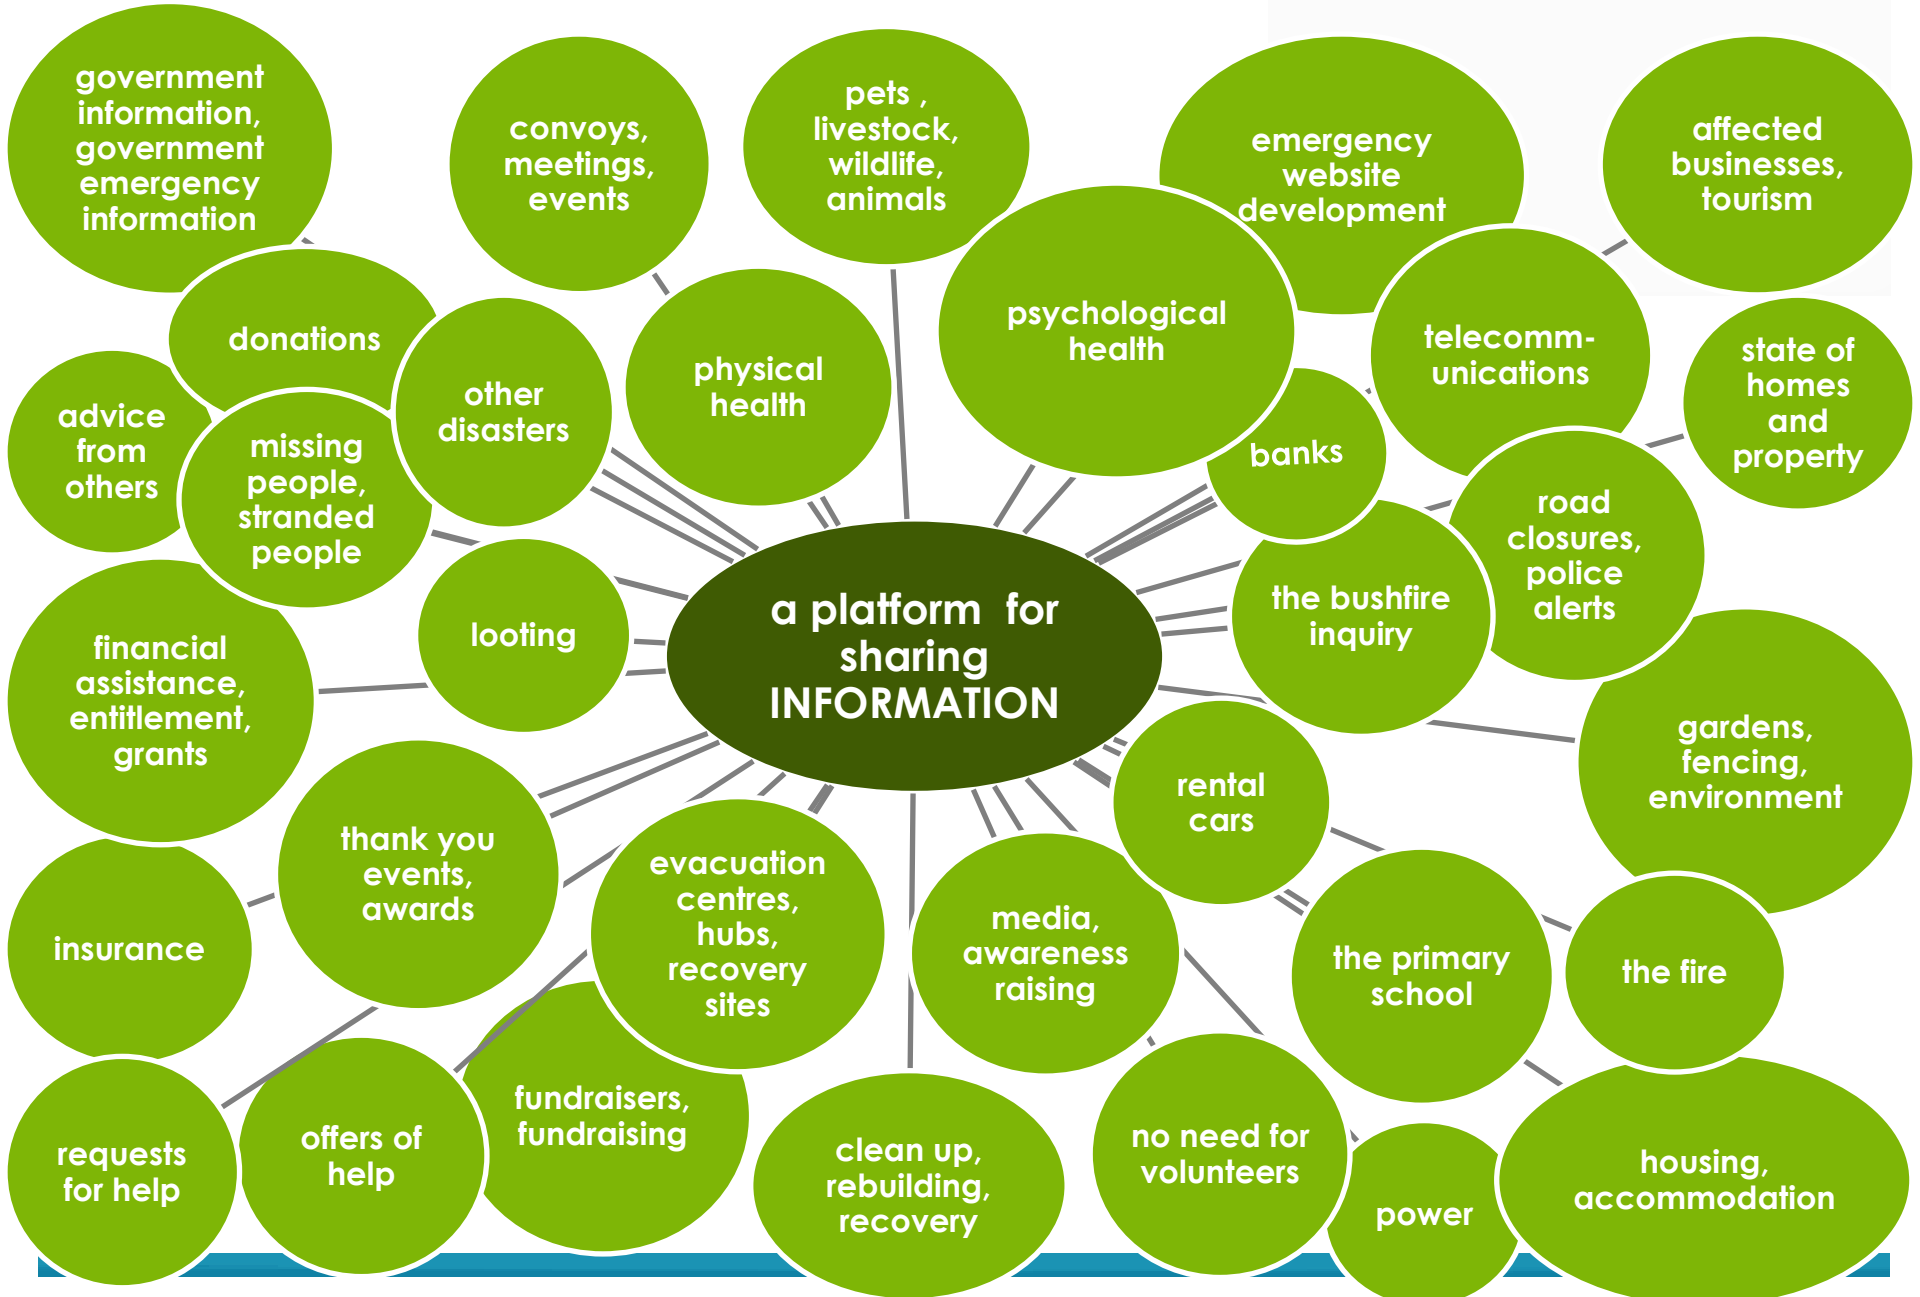 government
information,
government
emergency
information
convoys,
meetings,
events
pets ,
livestock,
wildlife,
animals
emergency
website
development
affected
businesses,
tourism
donations
other
disasters
physical
health
psychological
health
telecomm-
unications
state of
homes
and
property
advice
from
others
missing
people,
stranded
people
banks
road
closures,
police
alerts
looting
a platform for
sharing
INFORMATION
the bushfire
inquiry
financial
assistance,
entitlement,
grants
gardens,
fencing,
environment
rental
cars
thank you
events,
awards
evacuation
centres,
hubs,
recovery
sites
media,
awareness
raising
the primary
school
the fire
insurance
requests
for help
offers of
help
fundraisers,
fundraising
clean up,
rebuilding,
recovery
no need for
volunteers
power
housing,
accommodation